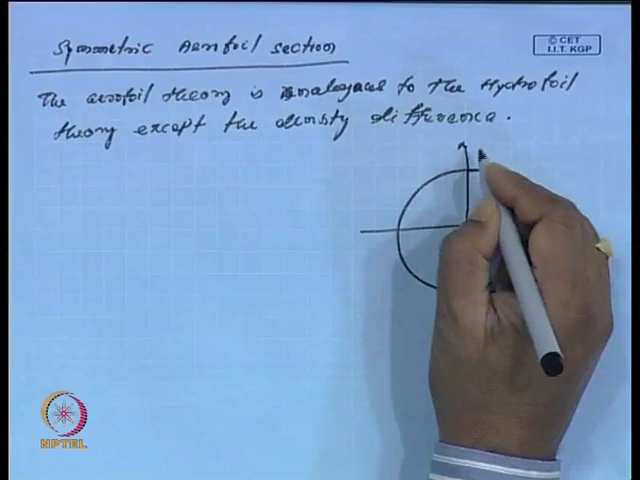 Symmetric Aerofoil section
© CET
I.I.T. KGP
The aerofoil theory is analogous to the Hydrofoil
theory except the density difference.
NPTEL